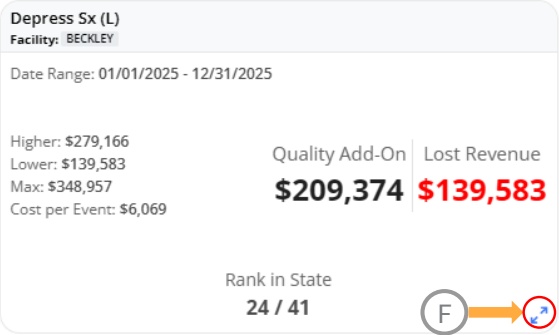 Depress Sx (L)
Facility: BECKLEY
Date Range: 01/01/2025 - 12/31/2025
Higher: $279,166
Lower: $139,583
Max: $348,957
Cost per Event: $6,069
Quality Add-On
$209,374
Lost Revenue
$139,583
Rank in State
24 / 41
F